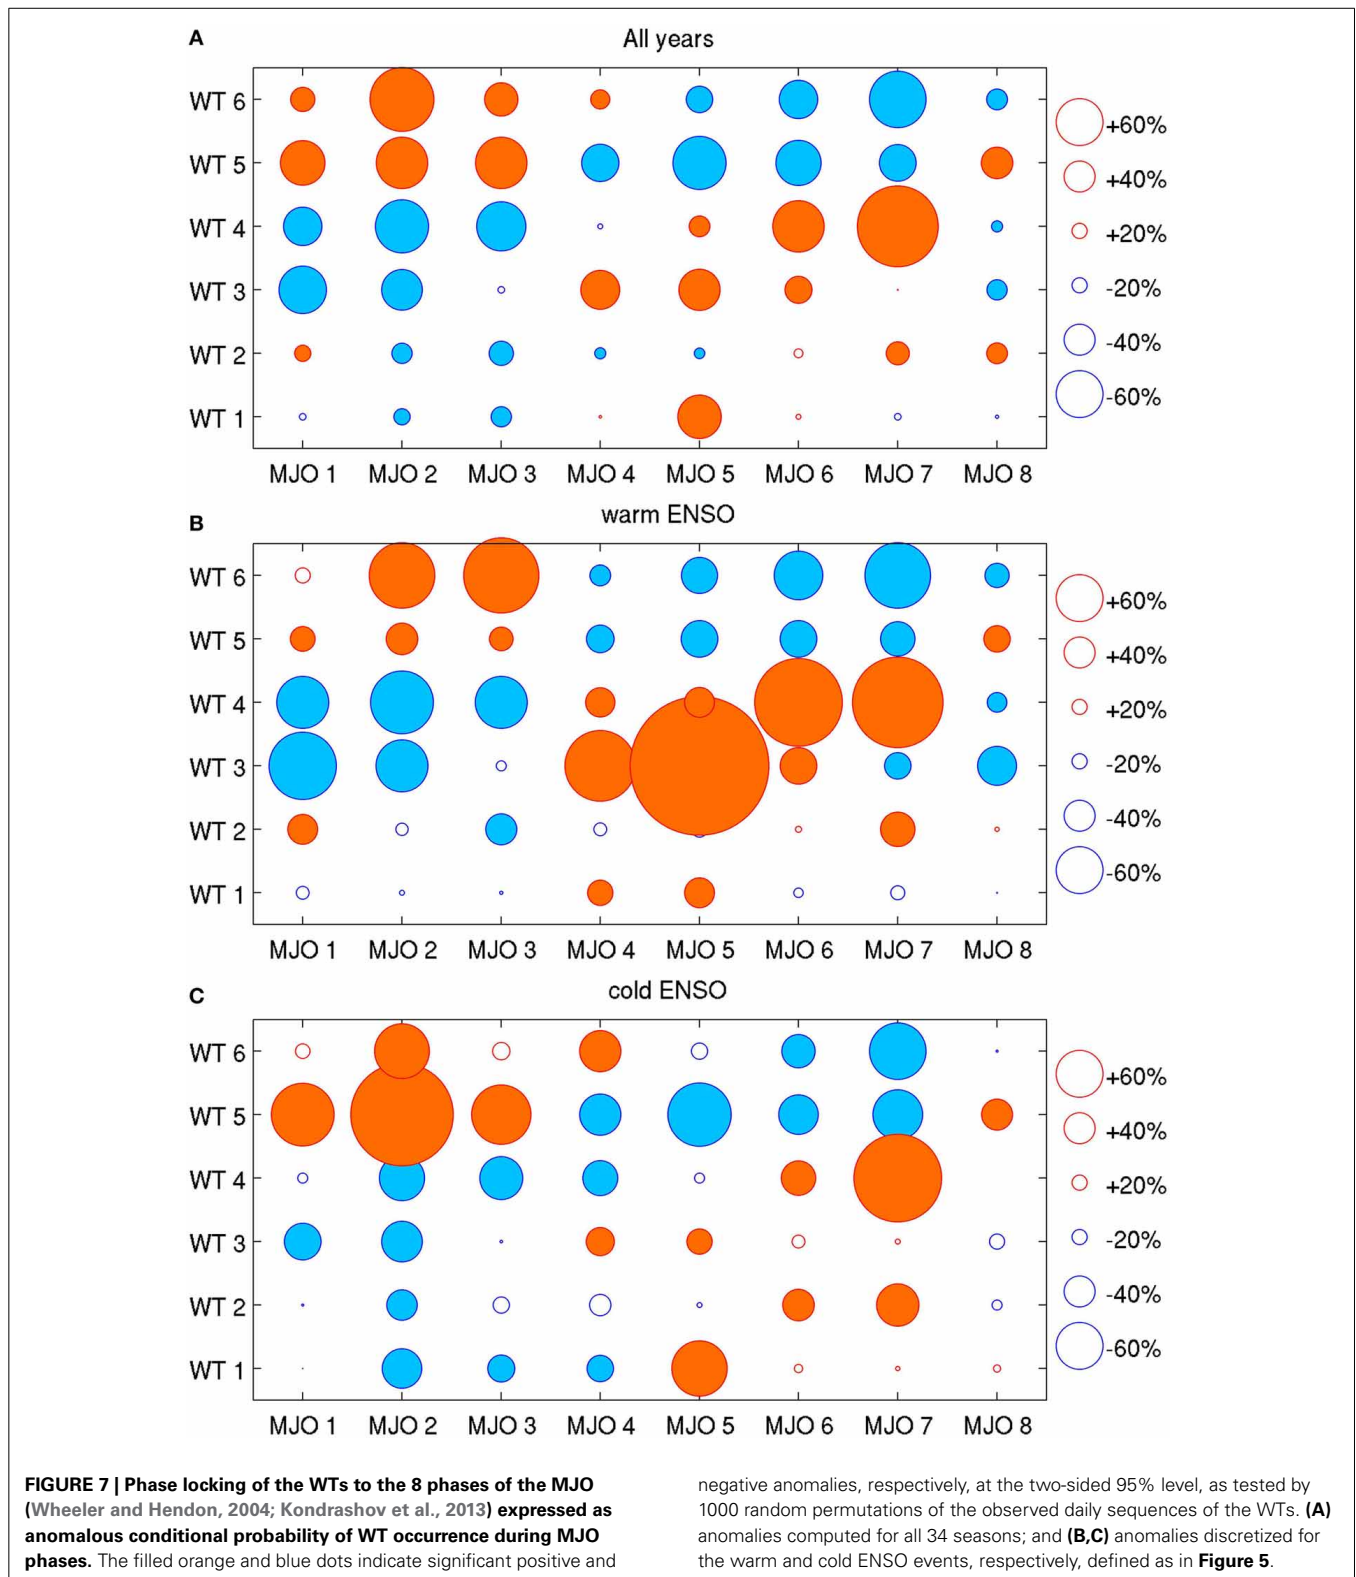 A
All years
WT 6
WT 5
WT 4
WT 3
WT 2
WT 1
MJO 1 MJO 2 MJO 3 MJO 4 MJO 5 MJO 6 MJO 7 MJO 8
+60%
+40%
+20%
-20%
-40%
-60%
B
warm ENSO
WT 6
WT 5
WT 4
WT 3
WT 2
WT 1
MJO 1 MJO 2 MJO 3 MJO 4 MJO 5 MJO 6 MJO 7 MJO 8
+60%
+40%
+20%
-20%
-40%
-60%
C
cold ENSO
WT 6
WT 5
WT 4
WT 3
WT 2
WT 1
MJO 1 MJO 2 MJO 3 MJO 4 MJO 5 MJO 6 MJO 7 MJO 8
+60%
+40%
+20%
-20%
-40%
-60%
FIGURE 7 | Phase locking of the WTs to the 8 phases of the MJO
(Wheeler and Hendon, 2004; Kondrashov et al., 2013) expressed as
anomalous conditional probability of WT occurrence during MJO
phases. The filled orange and blue dots indicate significant positive and
negative anomalies, respectively, at the two-sided 95% level, as tested by
1000 random permutations of the observed daily sequences of the WTs. (A)
anomalies computed for all 34 seasons; and (B,C) anomalies discretized for
the warm and cold ENSO events, respectively, defined as in Figure 5.